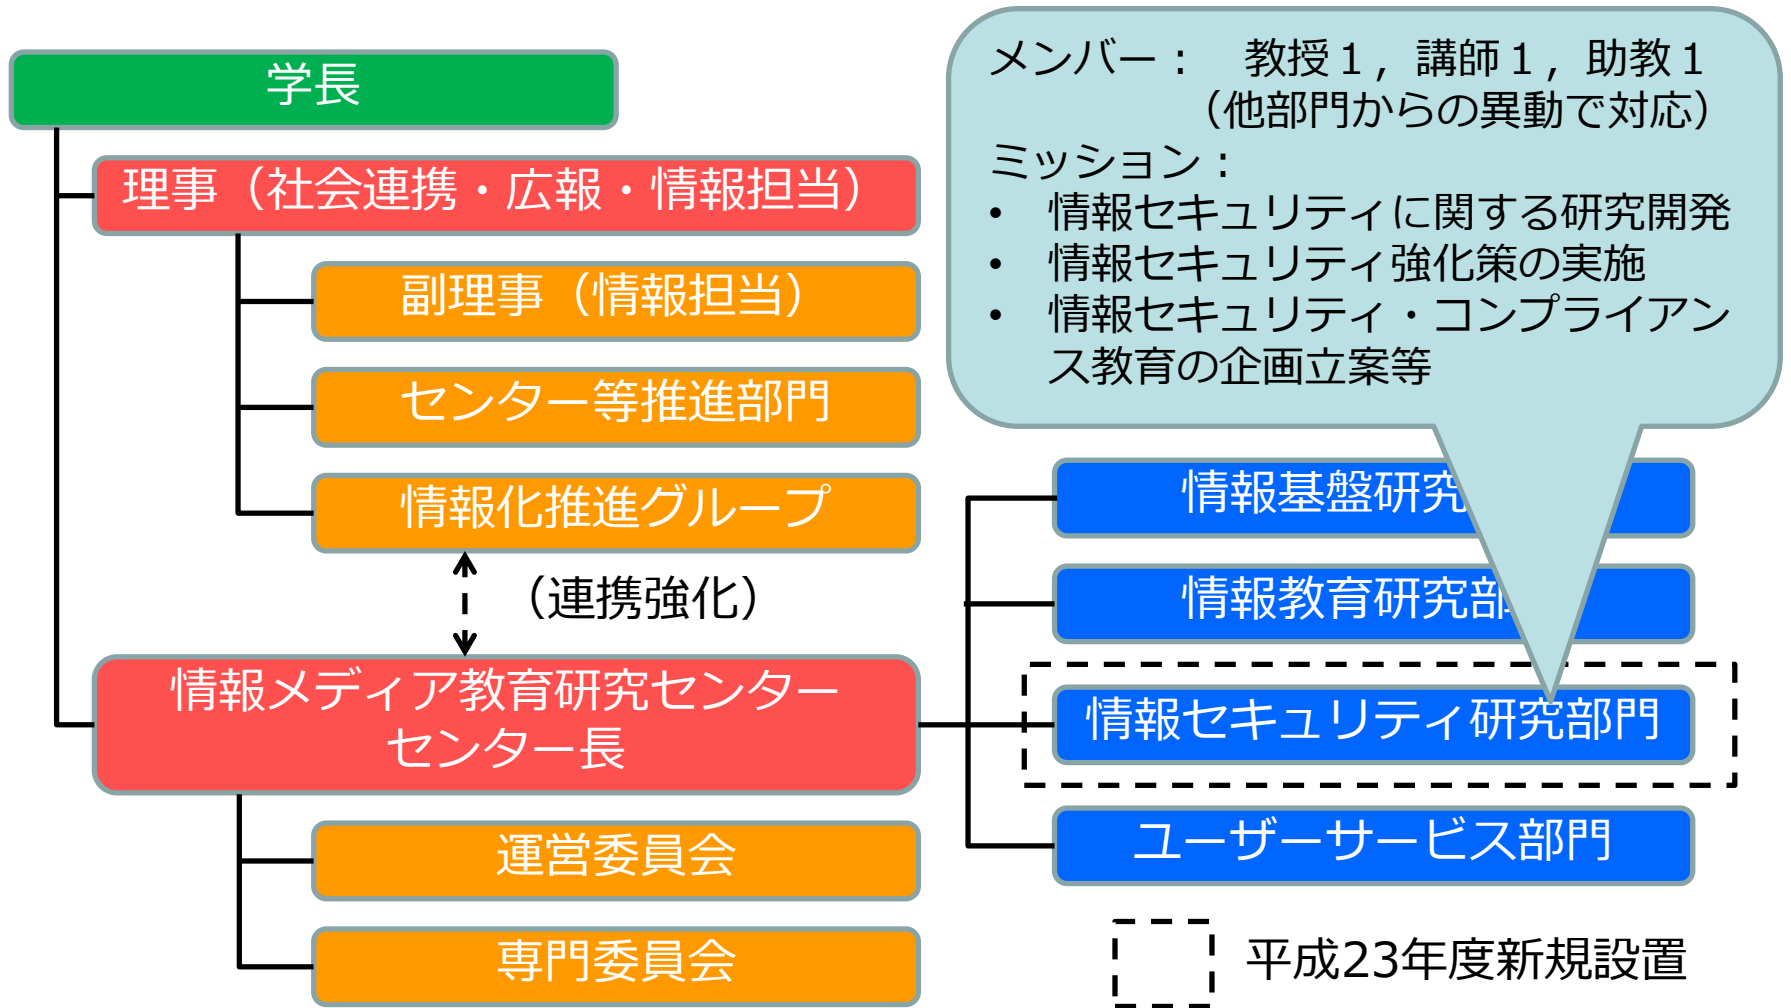 学長
理事（社会連携・広報・情報担当）
副理事（情報担当）
センター等推進部門
情報化推進グループ
（連携強化）
情報メディア教育研究センター
センター長
運営委員会
専門委員会
メンバー：　教授１，講師１，助教１
（他部門からの異動で対応）
ミッション：
• 情報セキュリティに関する研究開発
• 情報セキュリティ強化策の実施
• 情報セキュリティ・コンプライアン
ス教育の企画立案等
情報基盤研究
情報教育研究部
情報セキュリティ研究部門
ユーザーサービス部門
平成23年度新規設置